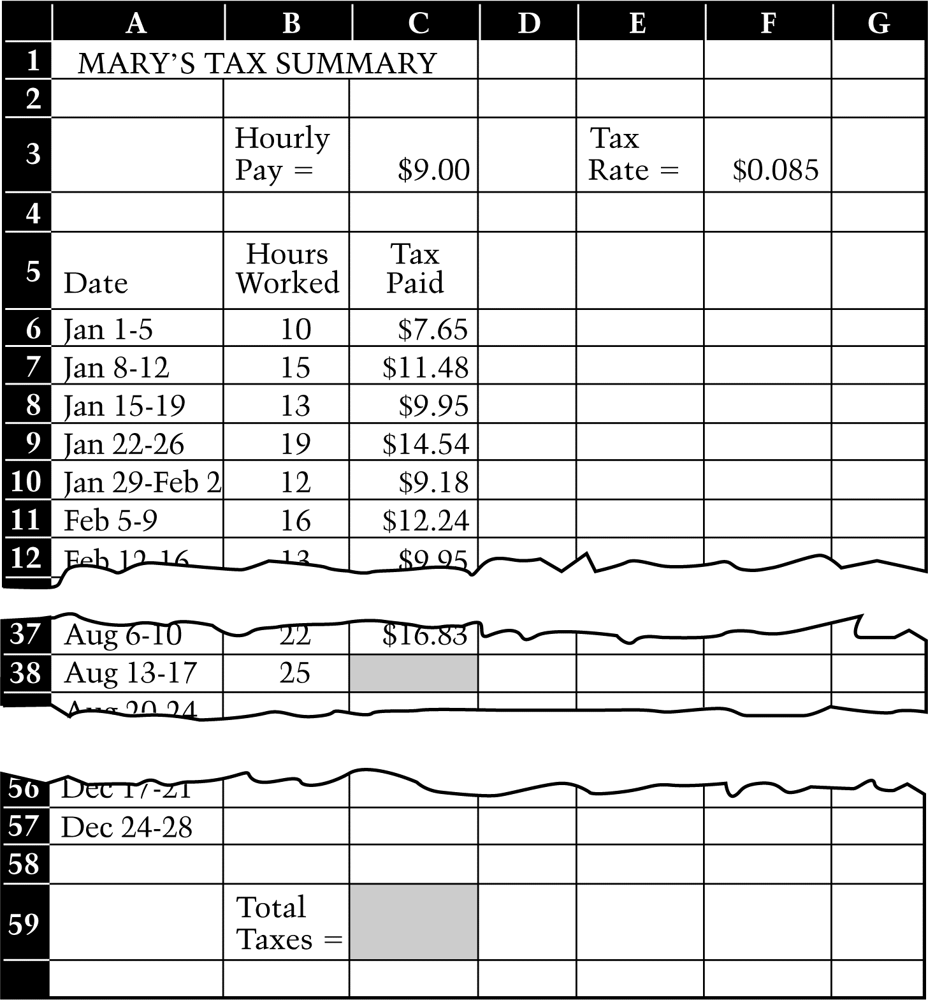 A B C D E F G
1 MARY’S TAX SUMMARY
2
3 Hourly Pay = $9.00 Tax Rate = $0.085
4
5 Date Hours Worked Tax Paid
6 Jan 1-5 10 $7.65
7 Jan 8-12 15 $11.48
8 Jan 15-19 13 $9.95
9 Jan 22-26 19 $14.54
10 Jan 29-Feb 2 12 $9.18
11 Feb 5-9 16 $12.24
12 Feb 12-16 13 $9.95
37 Aug 6-10 22 $16.83
38 Aug 13-17 25
Aug 20-24
56 Dec 17-21
57 Dec 24-28
58
59 Total Taxes =